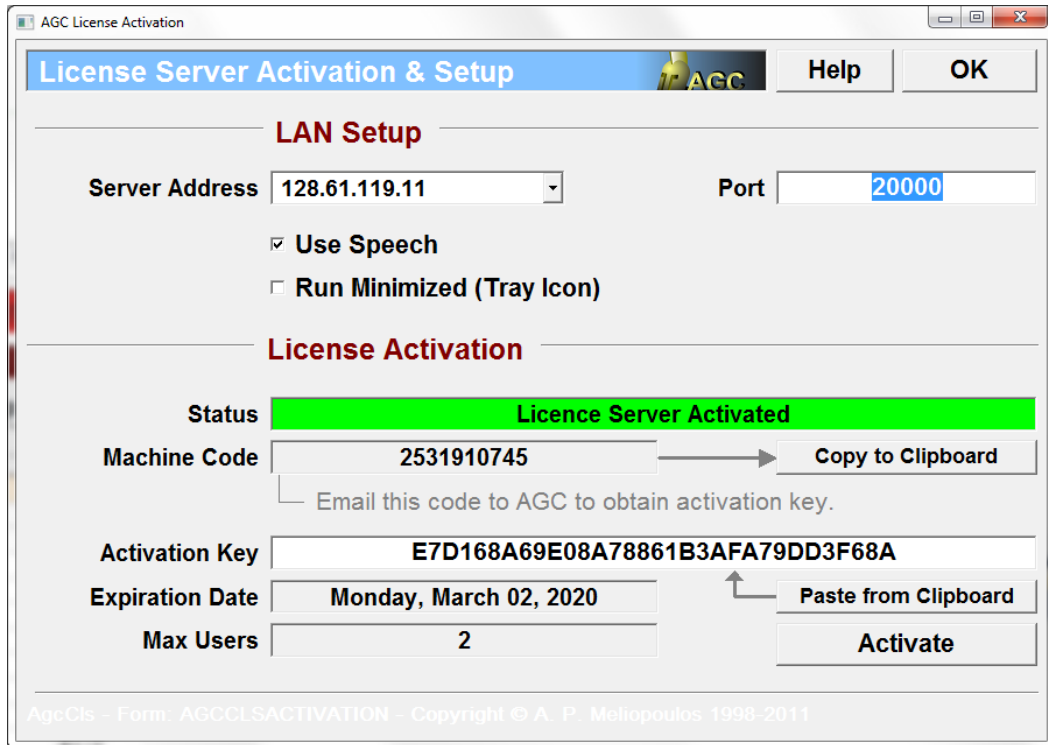 AGC License Activation
License Server Activation & Setup
AGC
Help
OK
LAN Setup
Server Address 128.61.119.11
Port 20000
Use Speech
Run Minimized (Tray Icon)
License Activation
Status Licence Server Activated
Machine Code 2531910745
Copy to Clipboard
Email this code to AGC to obtain activation key.
Activation Key E7D168A69E08A78861B3AFA79DD3F68A
Expiration Date Monday, March 02, 2020
Paste from Clipboard
Max Users 2
Activate
AgcCls - Form: AGCCLSACTIVATION - Copyright © A. P. Meliopoulos 1998-2011